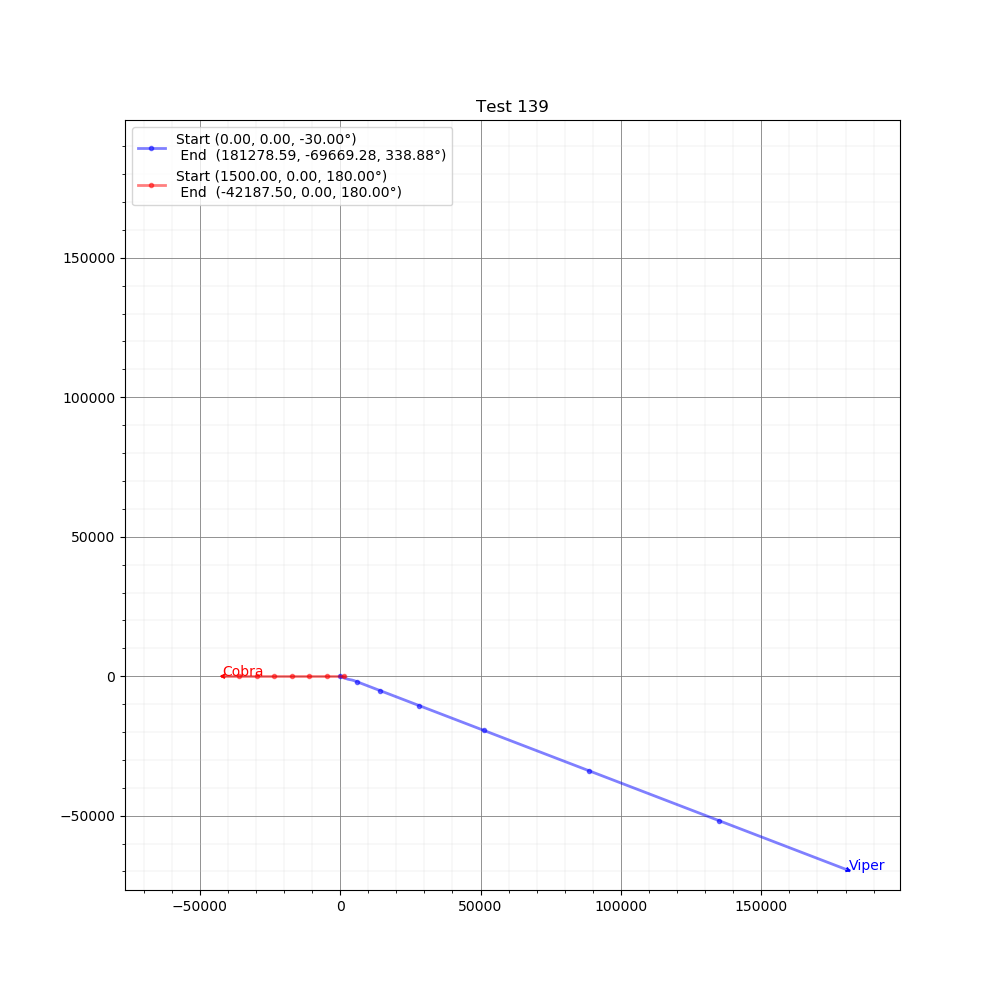 Test 139
Start (0.00, 0.00, -30.00°)
End (181278.59, -69669.28, 338.88°)
Start (1500.00, 0.00, 180.00°)
End (-42187.50, 0.00, 180.00°)
150000
100000
50000
0
−50000
Cobra
Viper
−50000 0 50000 100000 150000